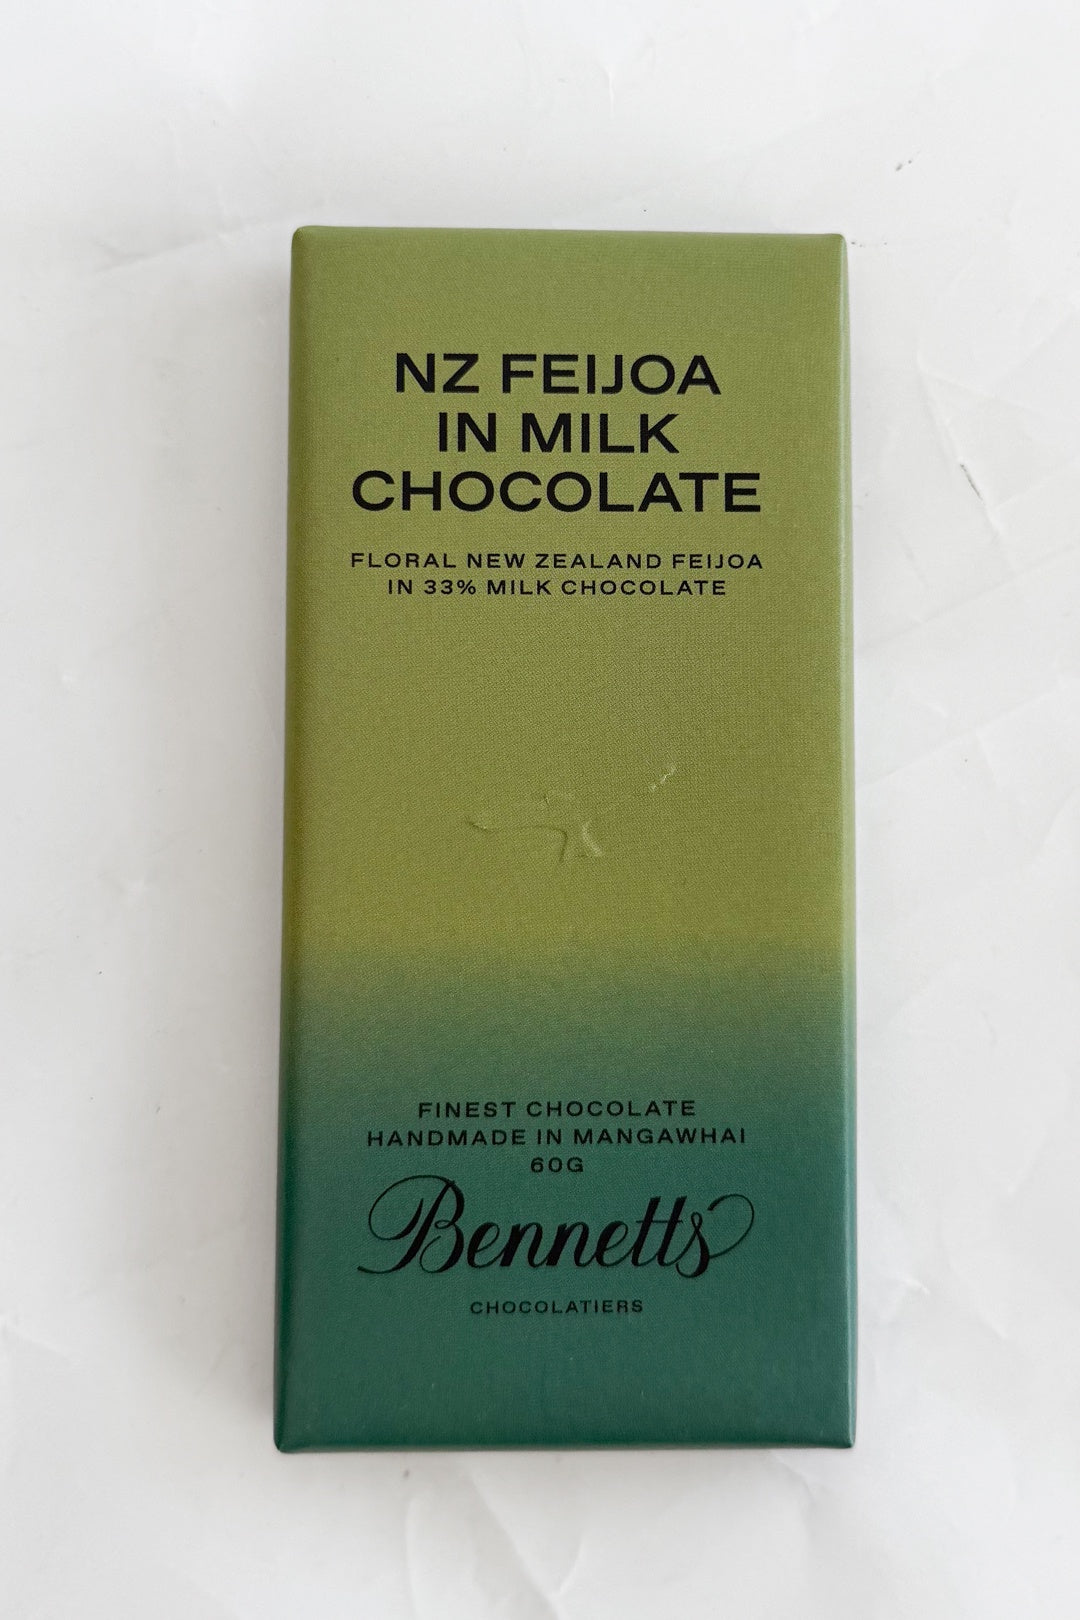 NZ FEIJOA
IN MILK
CHOCOLATE
FLORAL NEW ZEALAND FEIJOA
IN 33% MILK CHOCOLATE
FINEST CHOCOLATE
HANDMADE IN MANGAWHAI
60G
Bennetts
CHOCOLATIERS